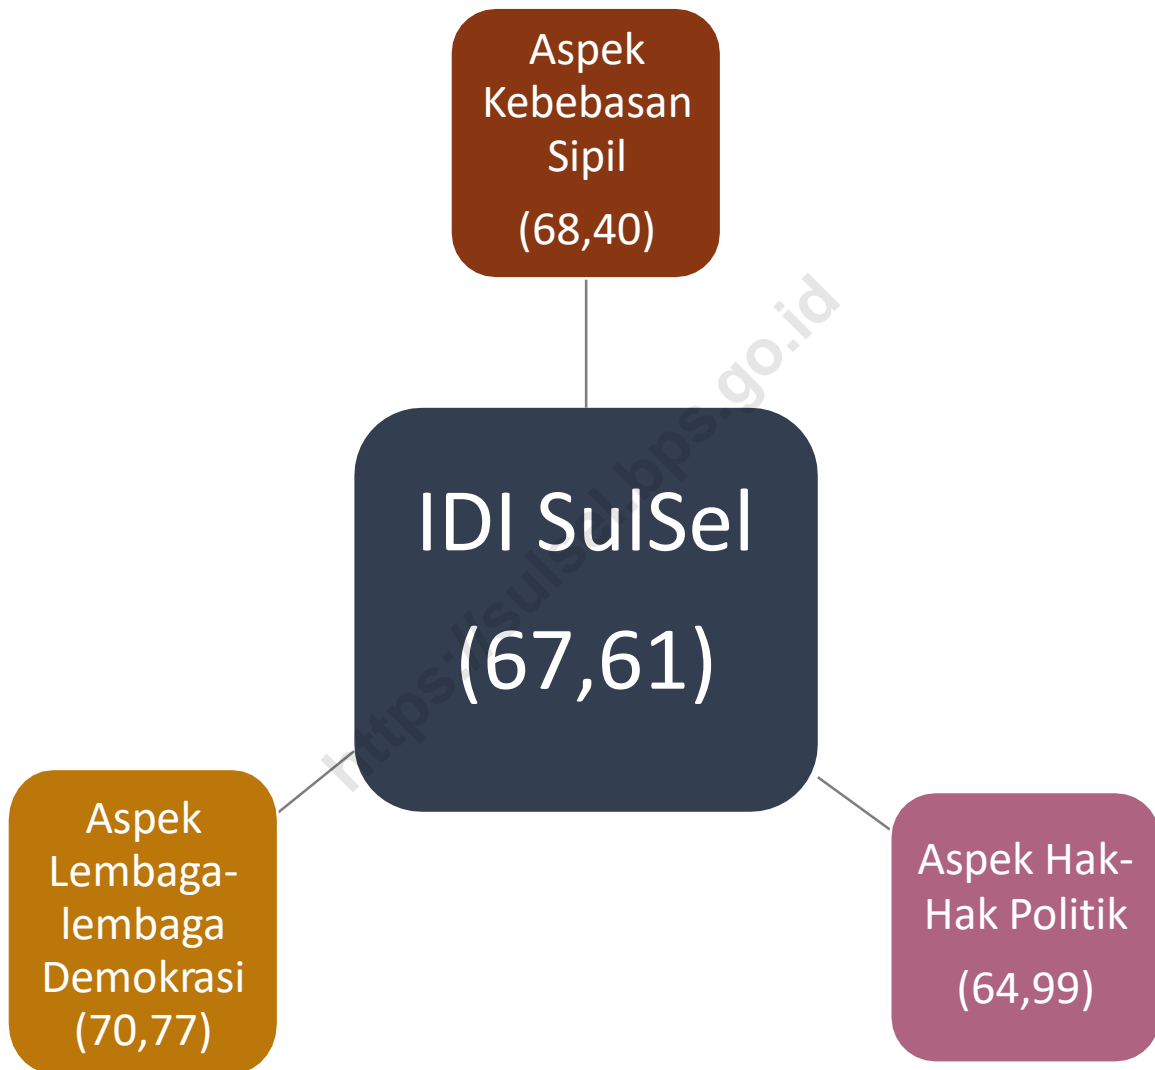 Aspek
Kebebasan
Sipil
(68,40)
IDI SulSel
(67,61)
Aspek
Lembaga-
lembaga
Demokrasi
(70,77)
Aspek Hak-
Hak Politik
(64,99)
https://sulsel.bps.go.id